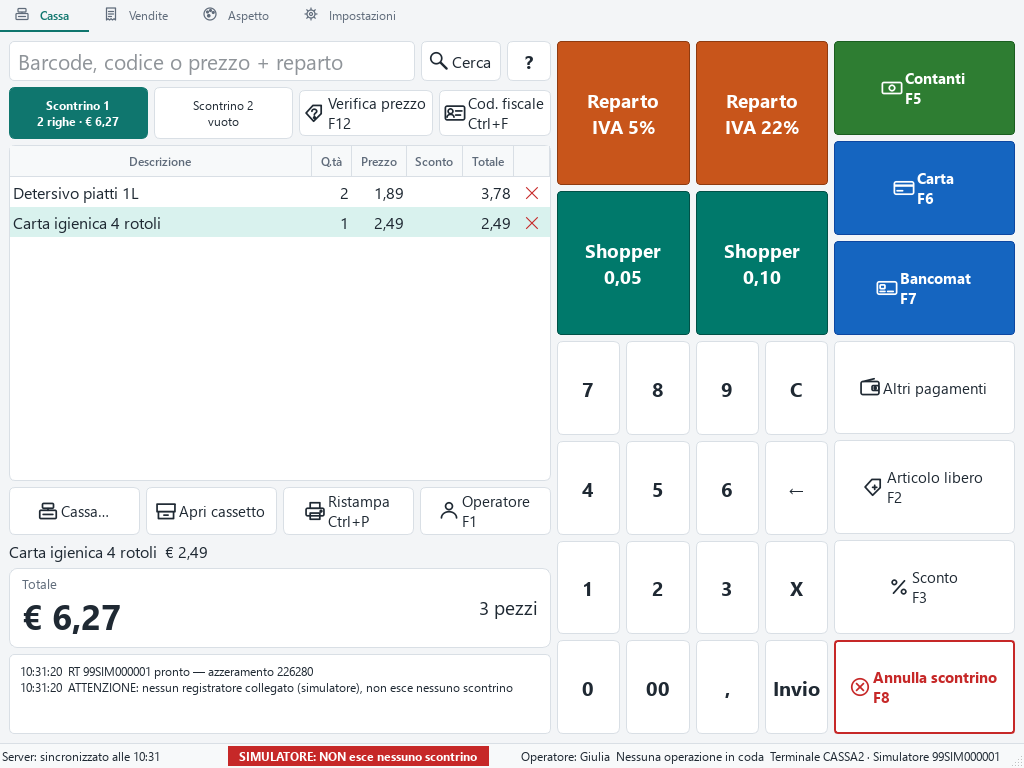 Cassa
Vendite
Aspetto
Impostazioni
Barcode, codice o prezzo + reparto
Cerca
?
Scontrino 1
2 righe · € 6,27
Scontrino 2
vuoto
Verifica prezzo
F12
Cod. fiscale
Ctrl+F
Descrizione Q.tà Prezzo Sconto Totale
Detersivo piatti 1L 2 1,89 3,78
Carta igienica 4 rotoli 1 2,49 2,49
Cassa...
Apri cassetto
Ristampa
Ctrl+P
Operatore
F1
Carta igienica 4 rotoli € 2,49
Totale
€ 6,27
3 pezzi
10:31:20 RT 99SIM000001 pronto — azzeramento 226280
10:31:20 ATTENZIONE: nessun registratore collegato (simulatore), non esce nessuno scontrino
Reparto
IVA 5%
Reparto
IVA 22%
Shopper
0,05
Shopper
0,10
Contanti
F5
Carta
F6
Bancomat
F7
7 8 9 C
4 5 6 ←
1 2 3 X
0 00 , Invio
Altri pagamenti
Articolo libero
F2
Sconto
F3
Annulla scontrino
F8
Server: sincronizzato alle 10:31
SIMULATORE: NON esce nessuno scontrino
Operatore: Giulia Nessuna operazione in coda Terminale CASSA2 · Simulatore 99SIM000001